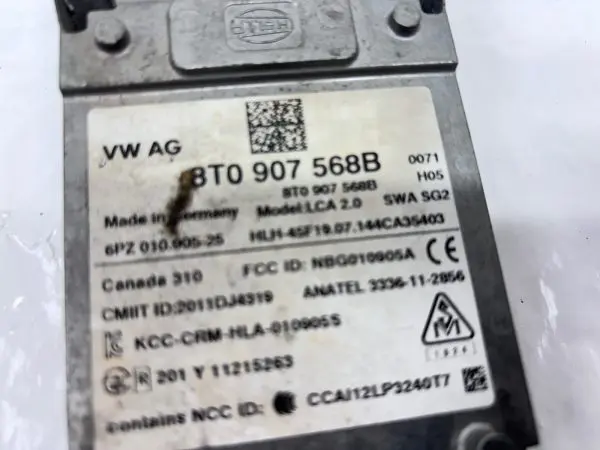 HELLA
VW AG
8T0 907 568B
0071
8T0 907 568B
H05
Made in Germany Model:LCA 2.0 SWA SG2
6PZ 010.905-25 HLH-45F19.07.144CA35403
Canada 310 FCC ID: NBG010905A CE
CMIIT ID:2011DJ4319 ANATEL 3336-11-2856
KCC-CRM-HLA-010905S
R 201 Y 11215263
contains NCC ID: CCAJ12LP3240T7